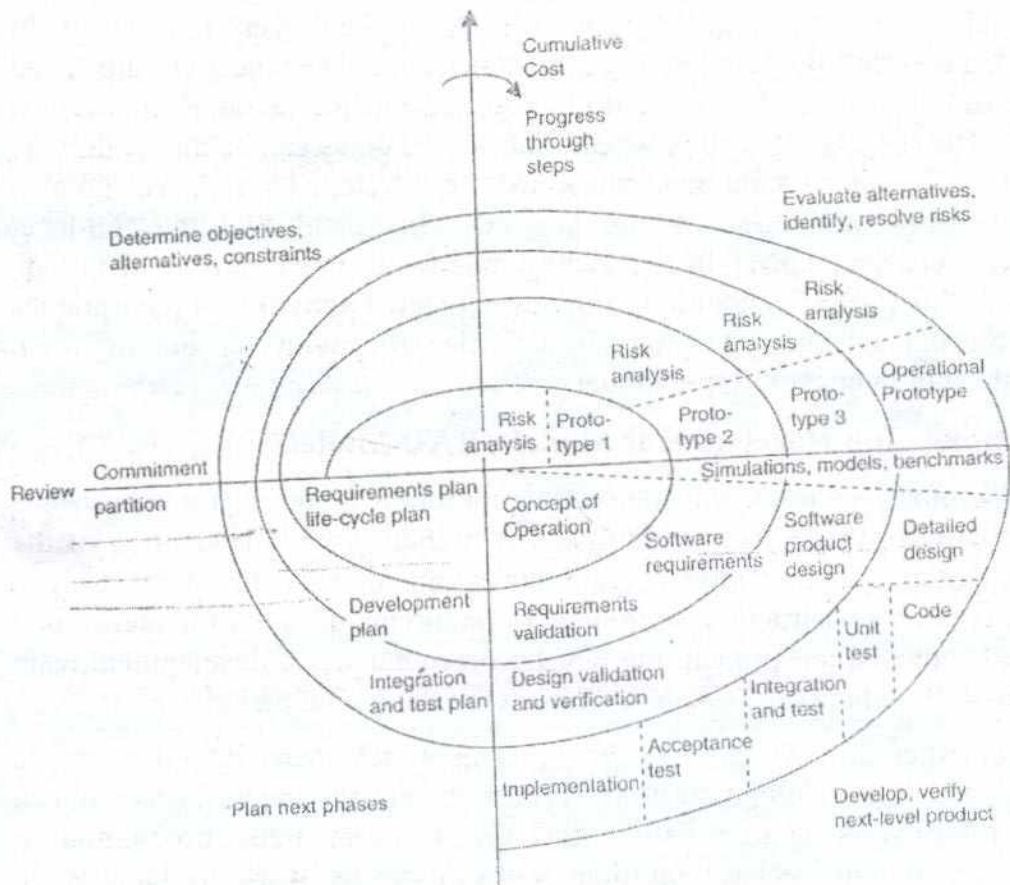 Cumulative
Cost
Progress
through
steps
Evaluate alternatives,
identify, resolve risks
Determine objectives,
alternatives, constraints
Risk
analysis
Risk
analysis
Risk
analysis
Operational
Prototype
Risk
analysis
Proto-
type 1
Proto-
type 2
Proto-
type 3
Simulations, models, benchmarks
Review
Commitment
partition
Requirements plan
life-cycle plan
Concept of
Operation
Software
requirements
Software
product
design
Detailed
design
Development
plan
Requirements
validation
Code
Unit
test
Integration
and test plan
Design validation
and verification
Integration
and test
Acceptance
test
Implementation
Plan next phases
Develop, verify
next-level product